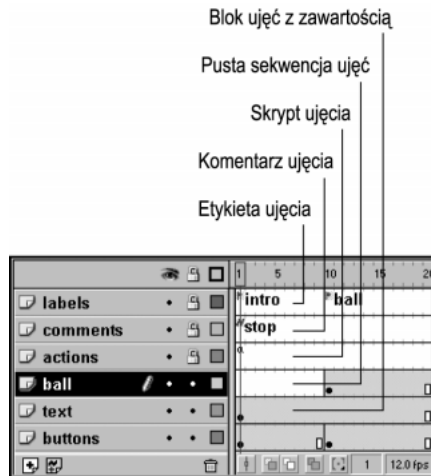 Blok ujęć z zawartością
Pusta sekwencja ujęć
Skrypt ujęcia
Komentarz ujęcia
Etykieta ujęcia
1 5 10 15 20
labels intro ball
comments //stop
actions a
ball
text
buttons
1 12.0 fps